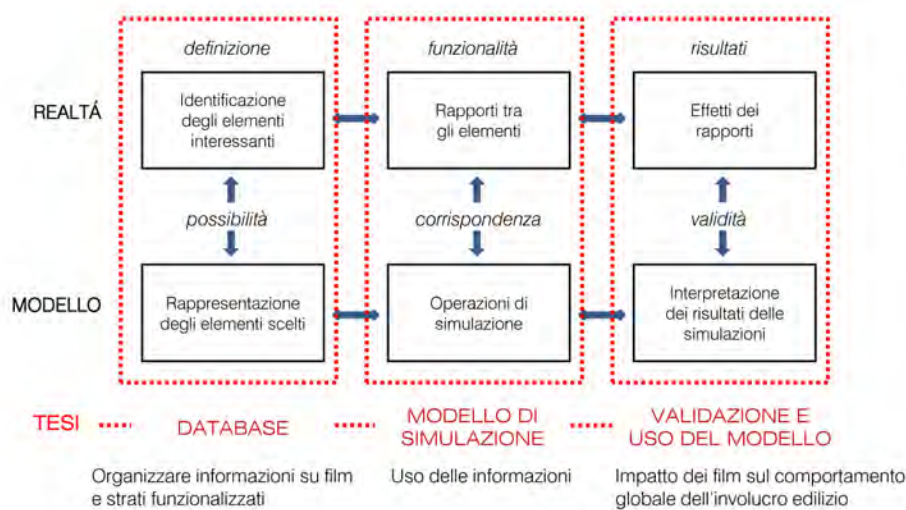 definizione
funzionalità
risultati
REALTÁ
Identificazione
degli elementi
interessanti
Rapporti tra
gli elementi
Effetti dei
rapporti
possibilità
corrispondenza
validità
MODELLO
Rappresentazione
degli elementi scelti
Operazioni di
simulazione
Interpretazione
dei risultati delle
simulazioni
TESI
DATABASE
MODELLO DI
SIMULAZIONE
VALIDAZIONE E
USO DEL MODELLO
Organizzare informazioni su film
e strati funzionalizzati
Uso delle informazioni
Impatto dei film sul comportamento
globale dell'involucro edilizio